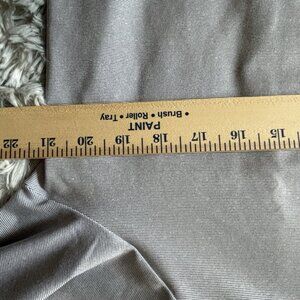 • Brush • Roller • Tray
PAINT
15 16 17 18 19 20 21 22